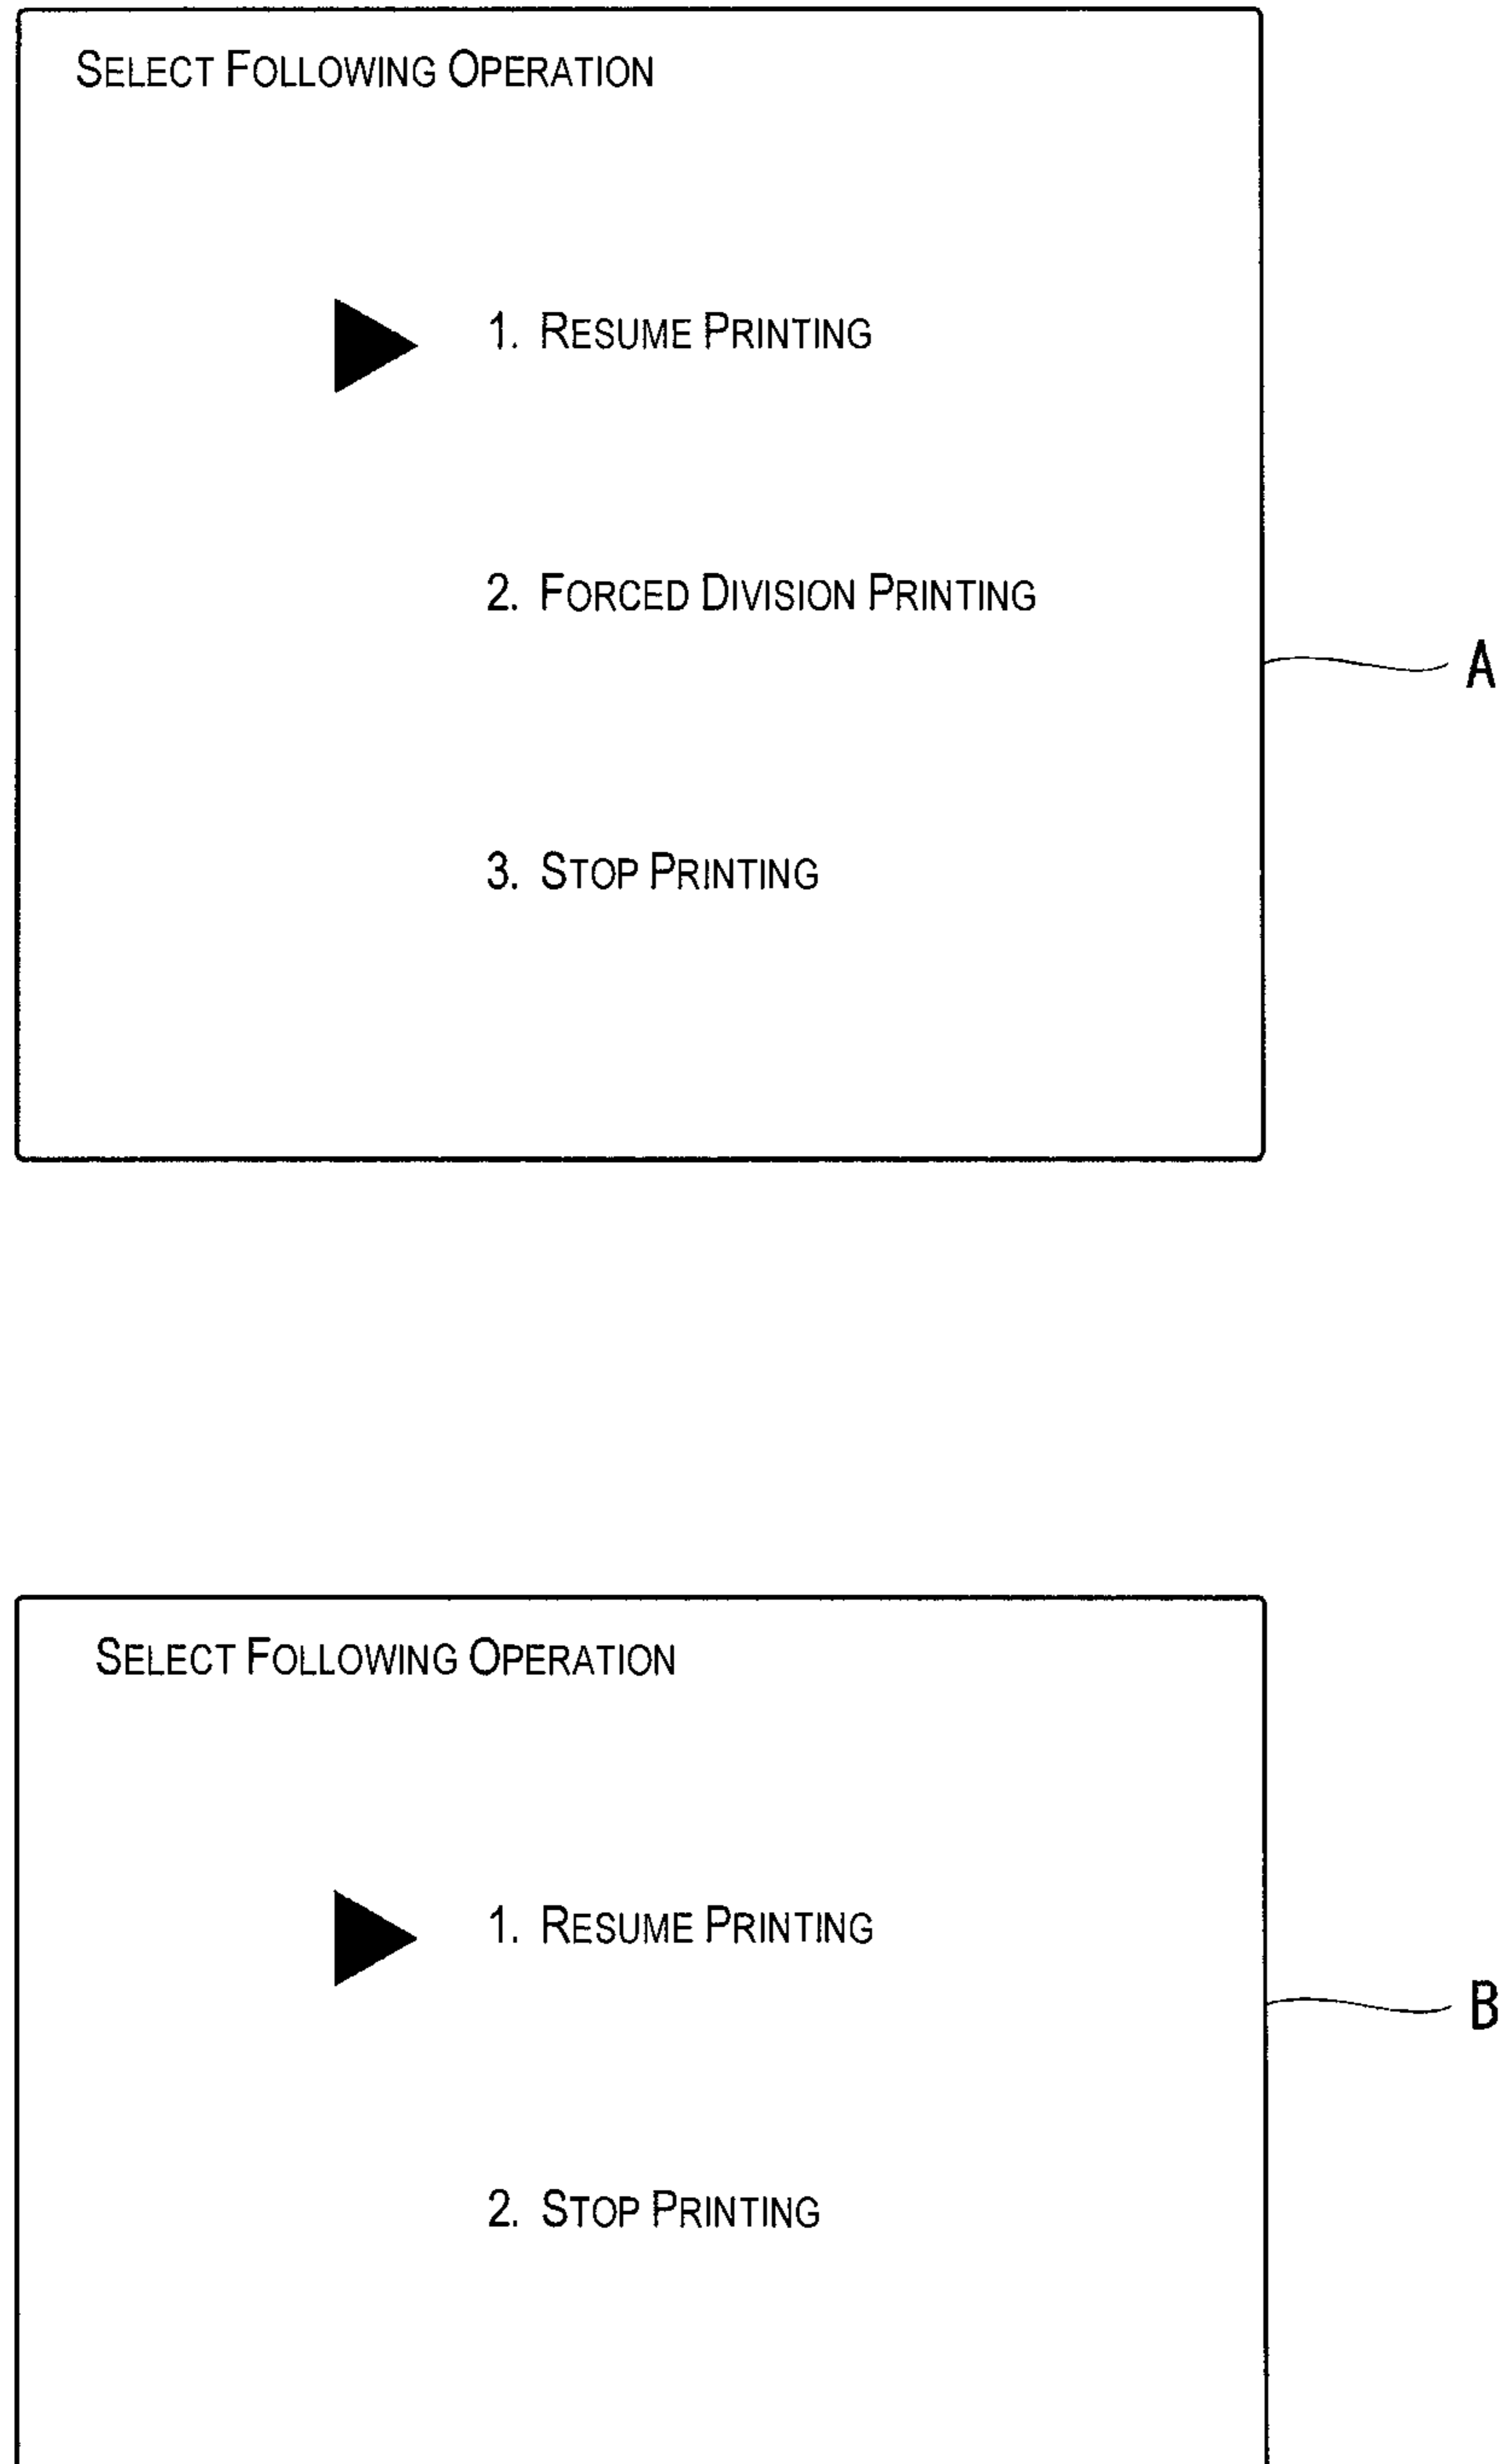 SELECT FOLLOWING OPERATION
1. RESUME PRINTING
2. FORCED DIVISION PRINTING
A
3. STOP PRINTING
SELECT FOLLOWING OPERATION
1. RESUME PRINTING
B
2. STOP PRINTING